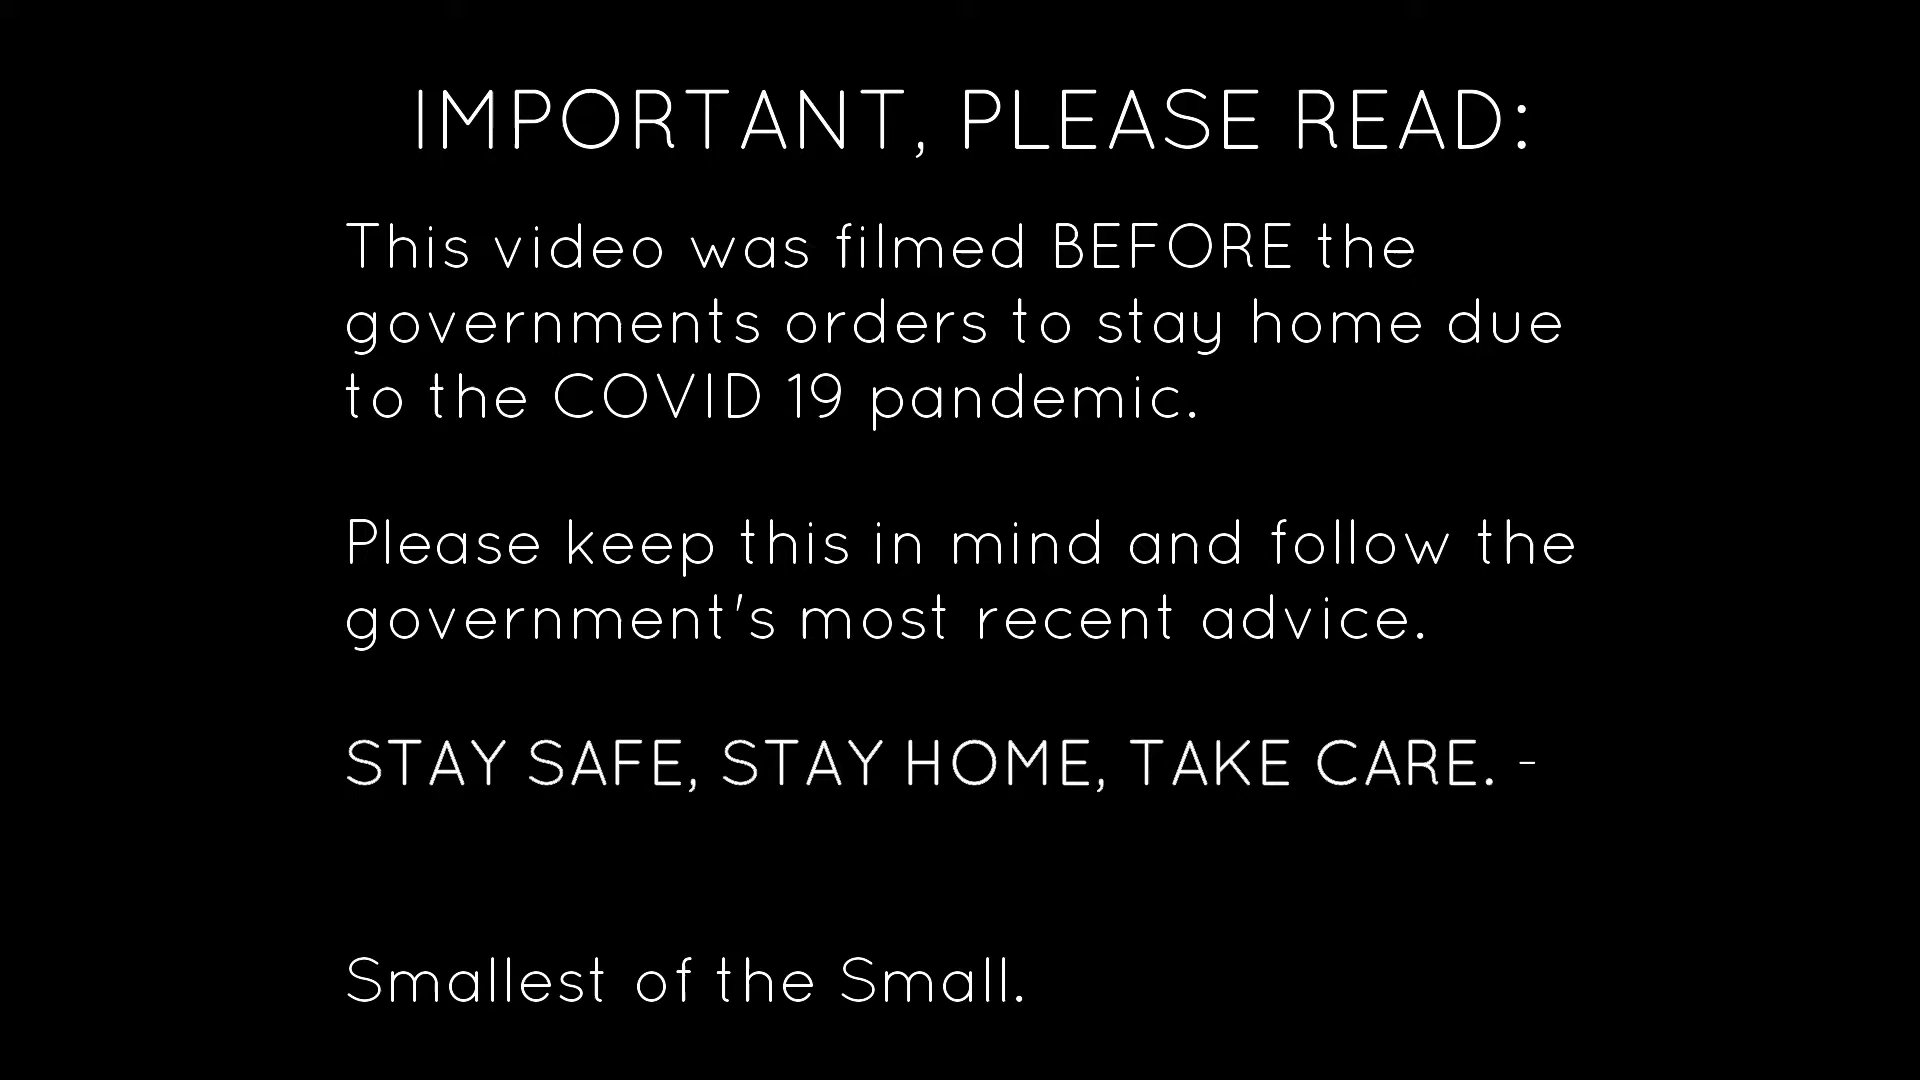 IMPORTANT, PLEASE READ:
This video was filmed BEFORE the
governments orders to stay home due
to the COVID 19 pandemic.
Please keep this in mind and follow the
government's most recent advice.
STAY SAFE, STAY HOME, TAKE CARE. -
Smallest of the Small.